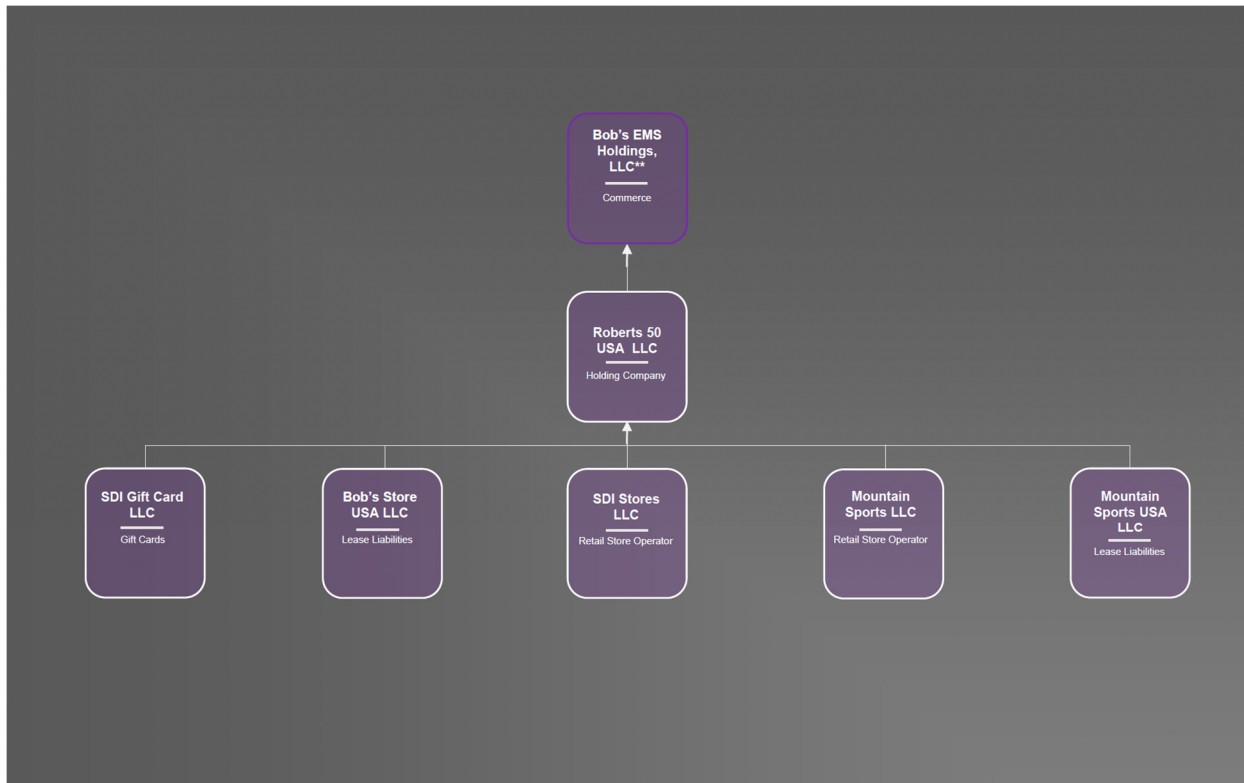 Bob's EMS
Holdings,
LLC**
Commerce
Roberts 50
USA LLC
Holding Company
SDI Gift Card
LLC
Gift Cards
Bob's Store
USA LLC
Lease Liabilities
SDI Stores
LLC
Retail Store Operator
Mountain
Sports LLC
Retail Store Operator
Mountain
Sports USA
LLC
Lease Liabilities